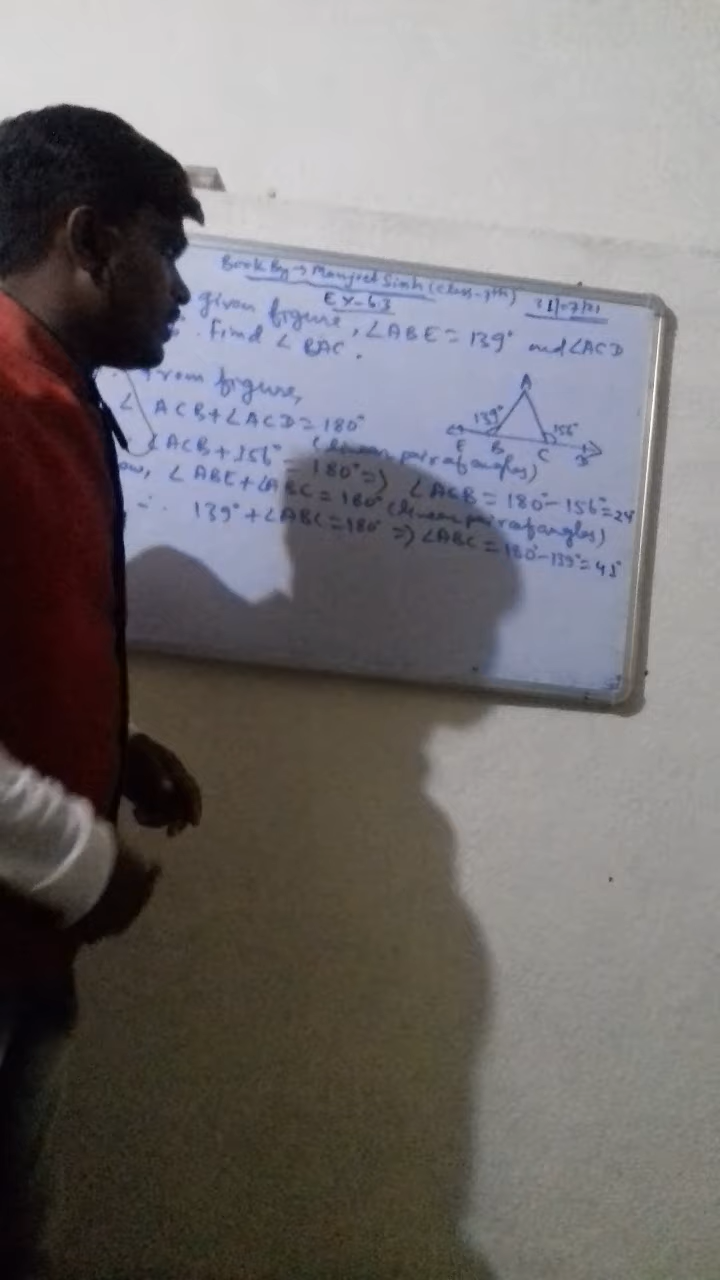 Book By → Manjeet Singh (Class-9th) 31/07/21
Ex-6.3
given figure, ∠ABE = 139° and ∠ACD
Find ∠BAC.
From figure,
∠ACB+∠ACD=180°
(linear pair of angles)
∠ACB+156° = 180° ⇒) ∠ACB = 180°-156°=24°
∠ABE+∠ABC = 180° (linear pair of angles)
∴ 139°+∠ABC=180° ⇒) ∠ABC = 180°-139°=41°
A
139° 156°
E B C D